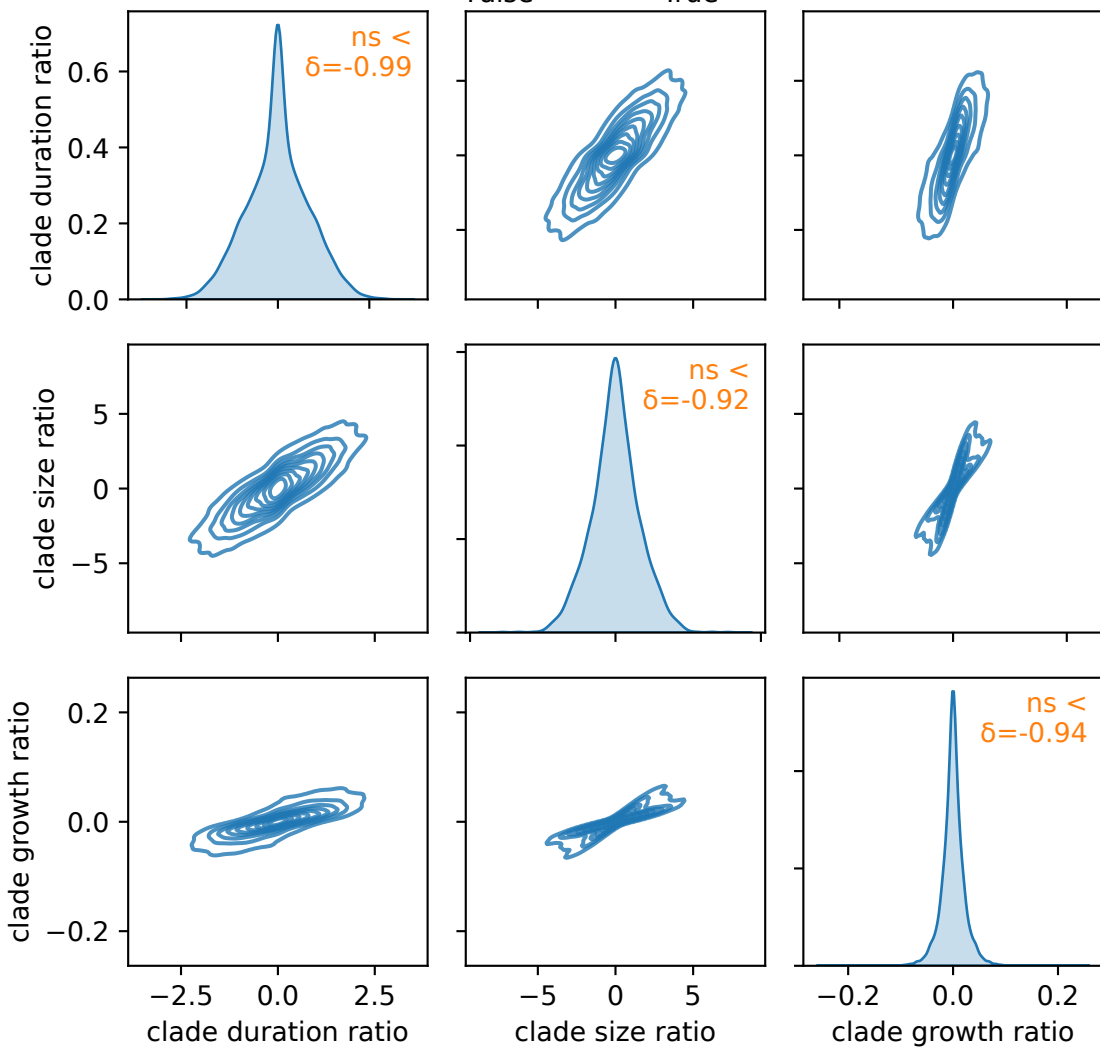 clade duration ratio
0.6
0.4
0.2
0.0
ns <
δ=-0.99
clade size ratio
5
0
−5
ns <
δ=-0.92
clade growth ratio
0.2
0.0
−0.2
ns <
δ=-0.94
−2.5 0.0 2.5
−5 0 5
−0.2 0.0 0.2
clade duration ratio
clade size ratio
clade growth ratio